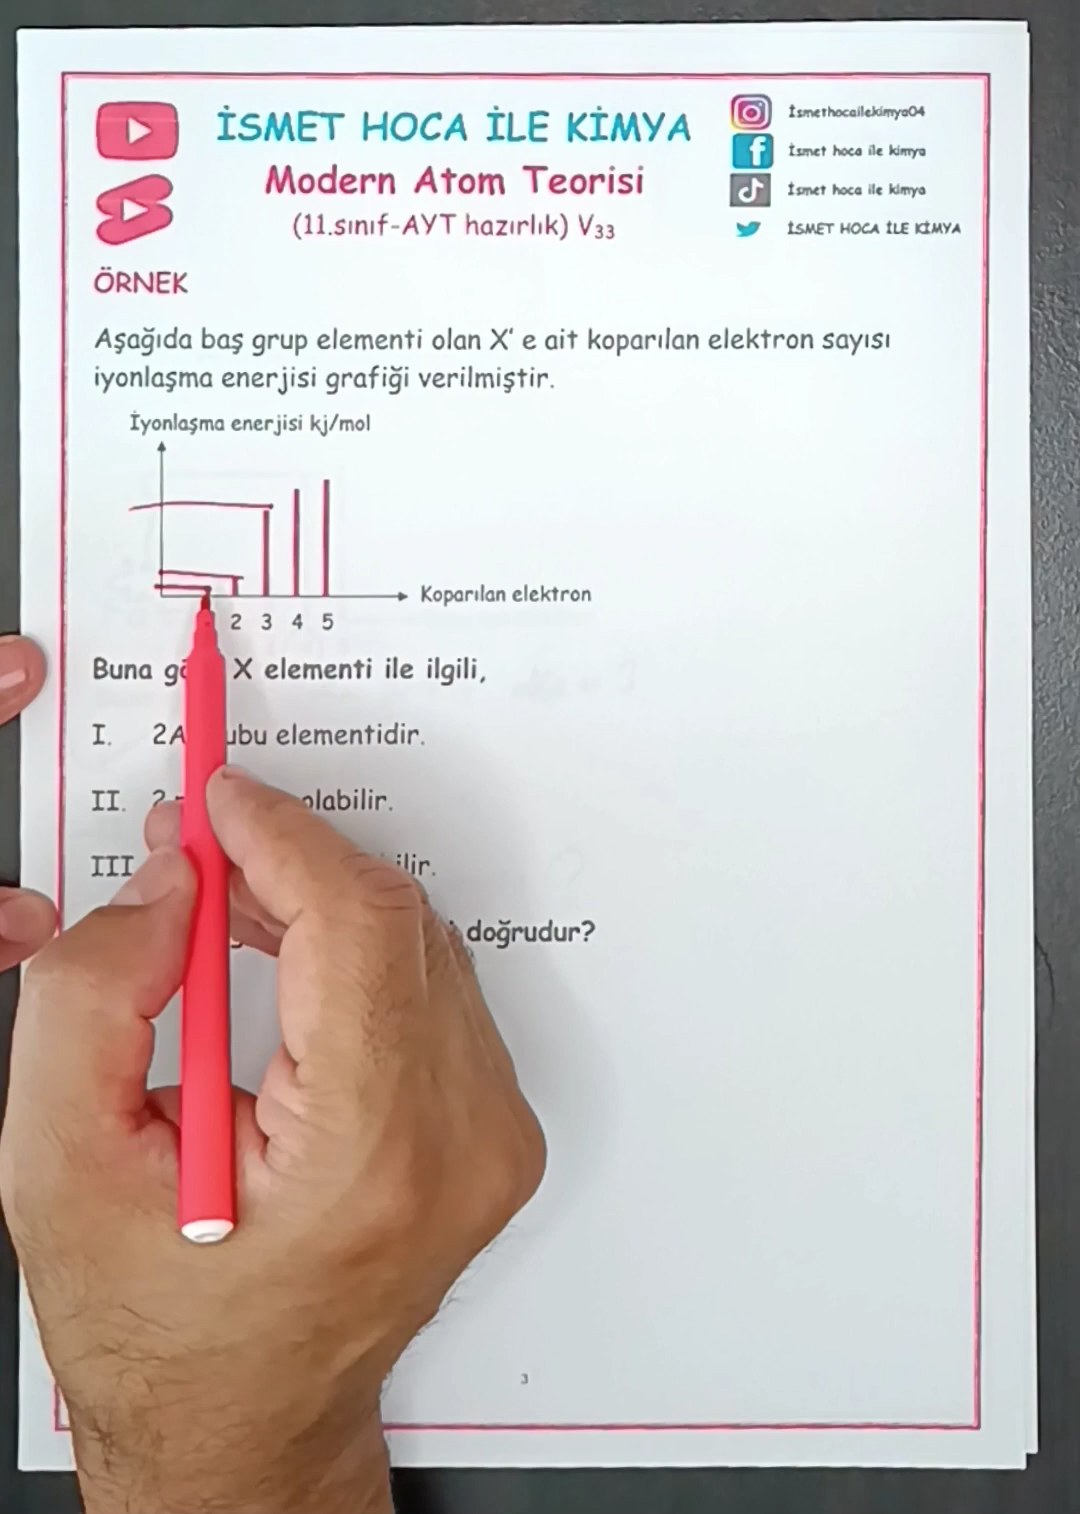 İSMET HOCA İLE KİMYA
Modern Atom Teorisi
(11.sınıf-AYT hazırlık) V33
İsmethocailekimya04
İsmet hoca ile kimya
İsmet hoca ile kimya
İSMET HOCA İLE KİMYA
ÖRNEK
Aşağıda baş grup elementi olan X' e ait koparılan elektron sayısı
iyonlaşma enerjisi grafiği verilmiştir.
İyonlaşma enerjisi kj/mol
Koparılan elektron
2 3 4 5
Buna X elementi ile ilgili,
I. 2A elementidir.
II. olabilir.
III
doğrudur?
3